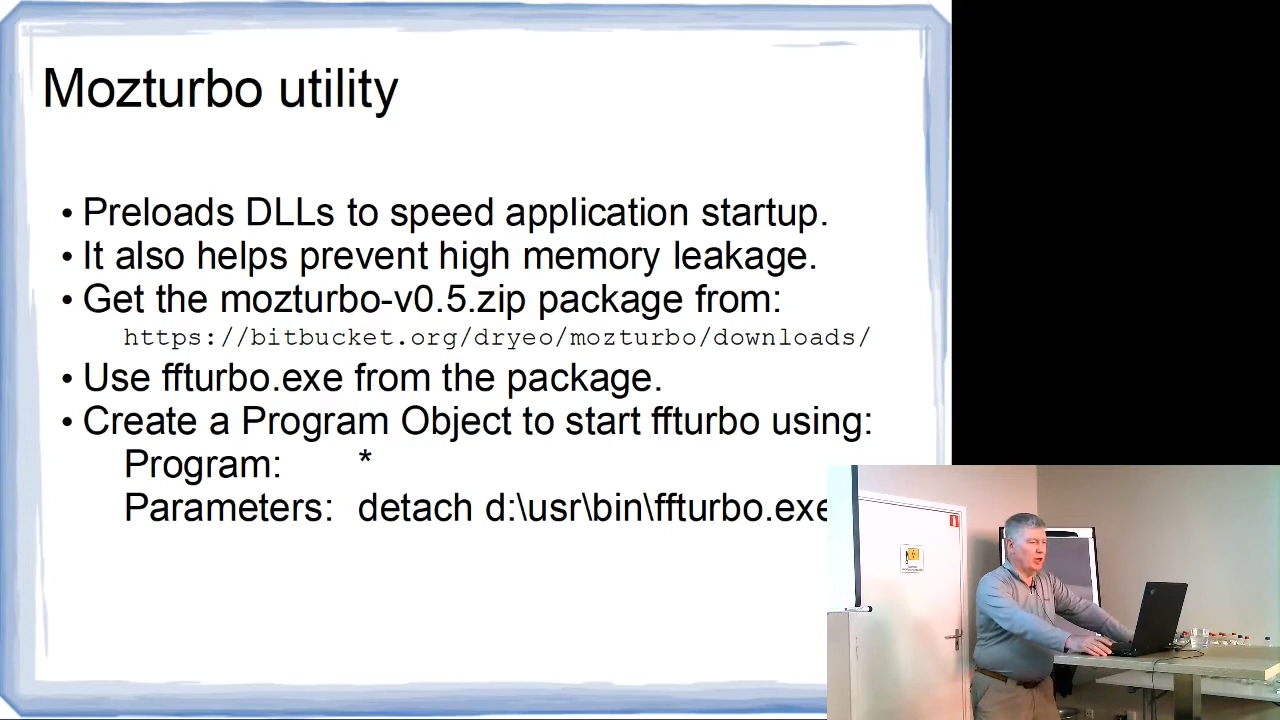 Mozturbo utility
• Preloads DLLs to speed application startup.
• It also helps prevent high memory leakage.
• Get the mozturbo-v0.5.zip package from:
https://bitbucket.org/dryeo/mozturbo/downloads/
• Use ffturbo.exe from the package.
• Create a Program Object to start ffturbo using:
Program: *
Parameters: detach d:\usr\bin\ffturbo.exe